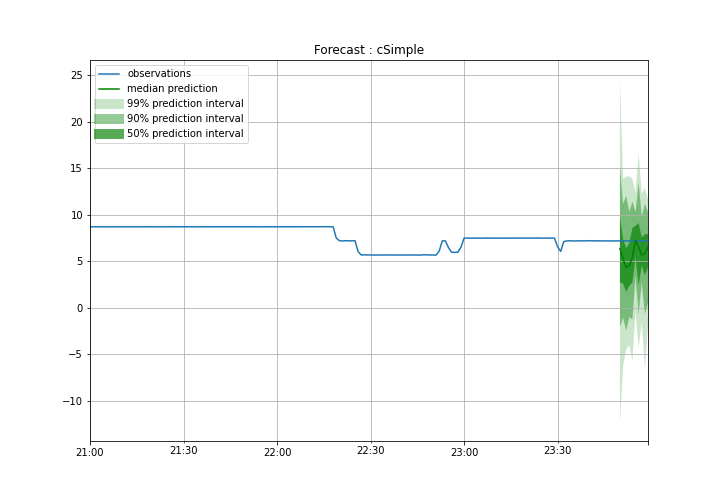 Forecast : cSimple
observations
median prediction
99% prediction interval
90% prediction interval
50% prediction interval
25
20
15
10
5
0
−5
−10
21:00
21:30
22:00
22:30
23:00
23:30